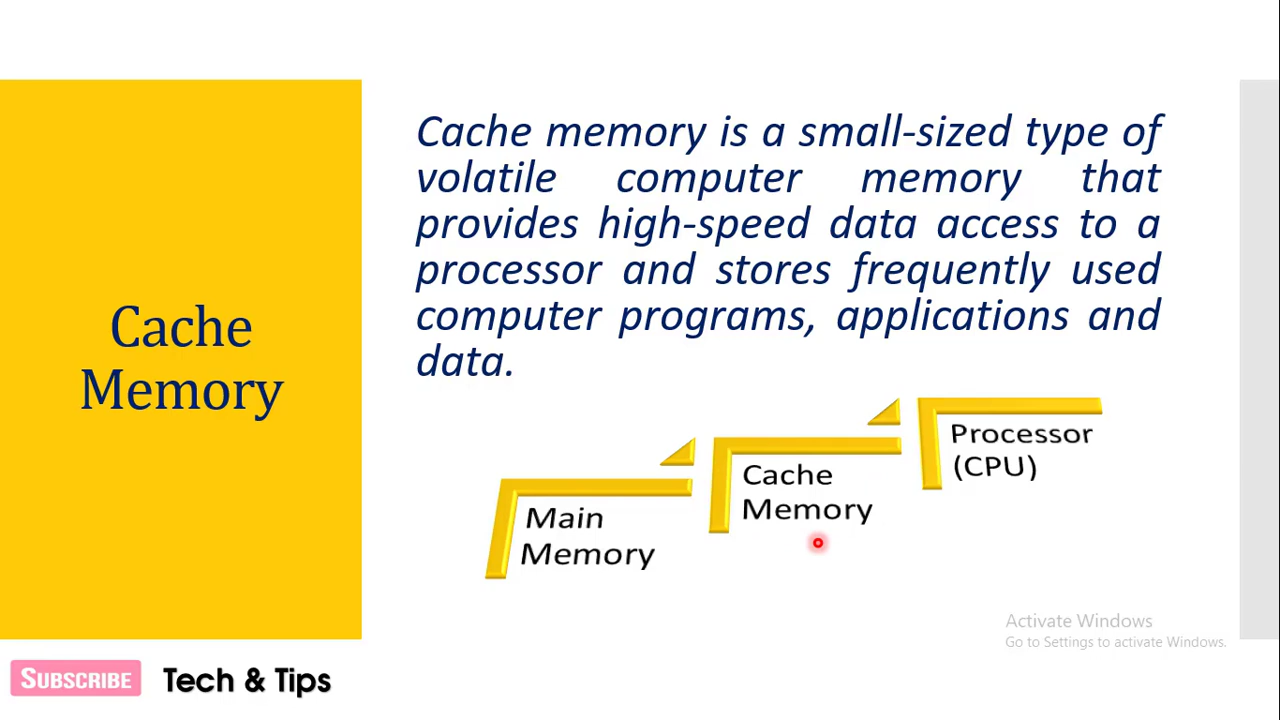 Cache
Memory
Cache memory is a small-sized type of
volatile computer memory that
provides high-speed data access to a
processor and stores frequently used
computer programs, applications and
data.
Main
Memory
Cache
Memory
Processor
(CPU)
Activate Windows
Go to Settings to activate Windows.
SUBSCRIBE
Tech & Tips